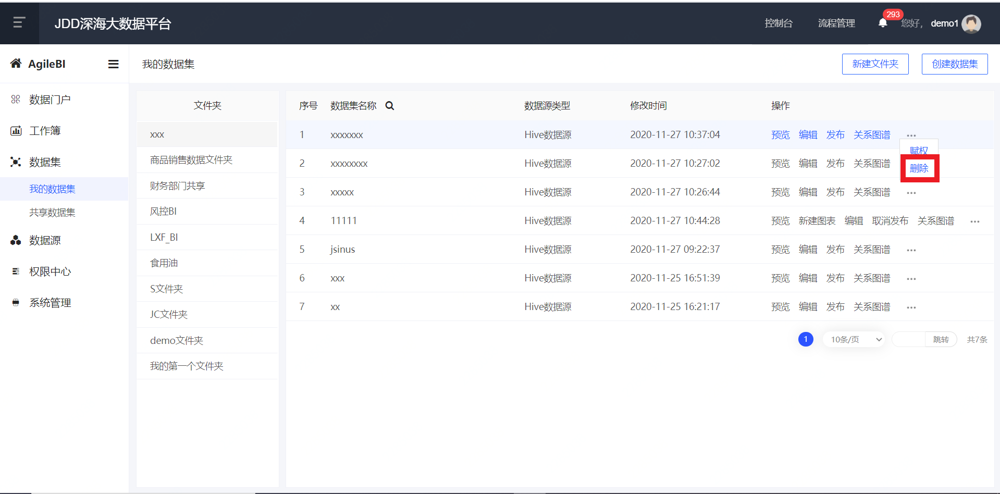 JDD深海大数据平台
控制台 流程管理 293 您好, demo1
AgileBI
我的数据集
新建文件夹 创建数据集
数据门户
工作簿
数据集
我的数据集
共享数据集
数据源
权限中心
系统管理
文件夹
xxx
商品销售数据文件夹
财务部门共享
风控BI
LXF_BI
食用油
S文件夹
JC文件夹
demo文件夹
我的第一个文件夹
序号 数据集名称 数据源类型 修改时间 操作
1 xxxxxxx Hive数据源 2020-11-27 10:37:04 预览 编辑 发布 关系图谱 •••
赋权
删除
2 xxxxxxxx Hive数据源 2020-11-27 10:27:02 预览 编辑 发布 关系图谱
3 xxxxx Hive数据源 2020-11-27 10:26:44 预览 编辑 发布 关系图谱 •••
4 11111 Hive数据源 2020-11-27 10:44:28 预览 新建图表 编辑 取消发布 关系图谱 •••
5 jsinus Hive数据源 2020-11-27 09:22:37 预览 编辑 发布 关系图谱 •••
6 xxx Hive数据源 2020-11-25 16:51:39 预览 编辑 发布 关系图谱 •••
7 xx Hive数据源 2020-11-25 16:21:17 预览 编辑 发布 关系图谱 •••
1 10条/页 跳转 共7条